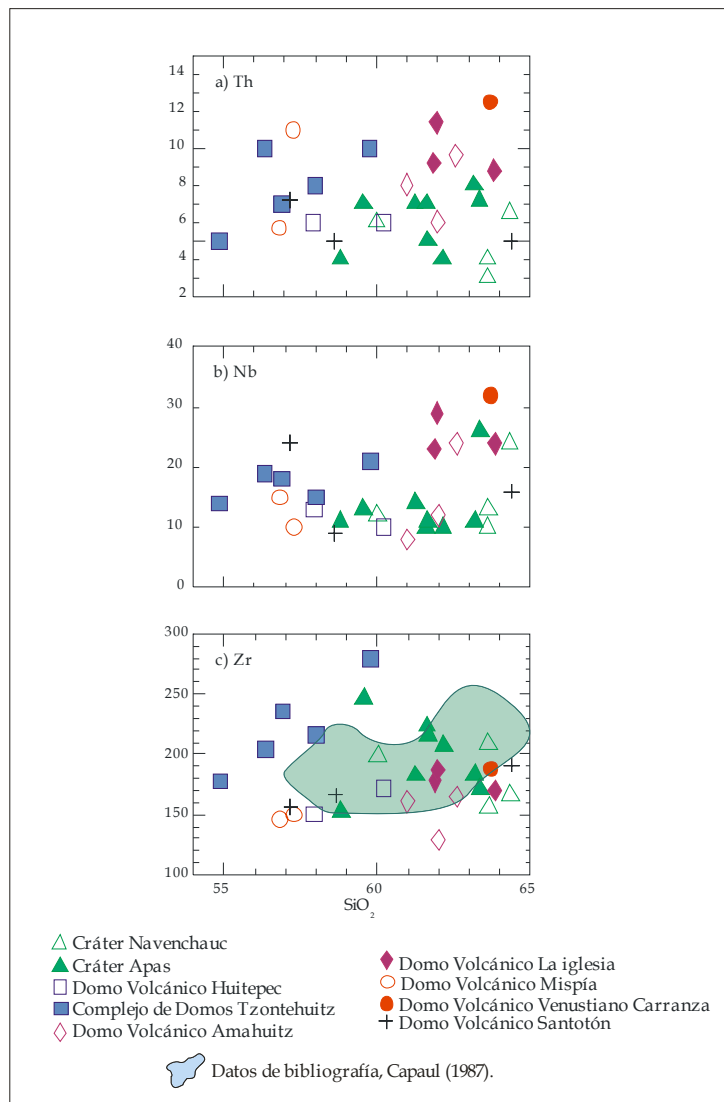 14
a) Th
12
10
8
6
4
2
40
b) Nb
30
20
10
0
300
c) Zr
250
200
150
100
55
60
65
SiO2
Cráter Navenchauc
Cráter Apas
Domo Volcánico Huitepec
Complejo de Domos Tzontehuitz
Domo Volcánico Amahuitz
Domo Volcánico La iglesia
Domo Volcánico Mispía
Domo Volcánico Venustiano Carranza
Domo Volcánico Santotón
Datos de bibliografía, Capaul (1987).